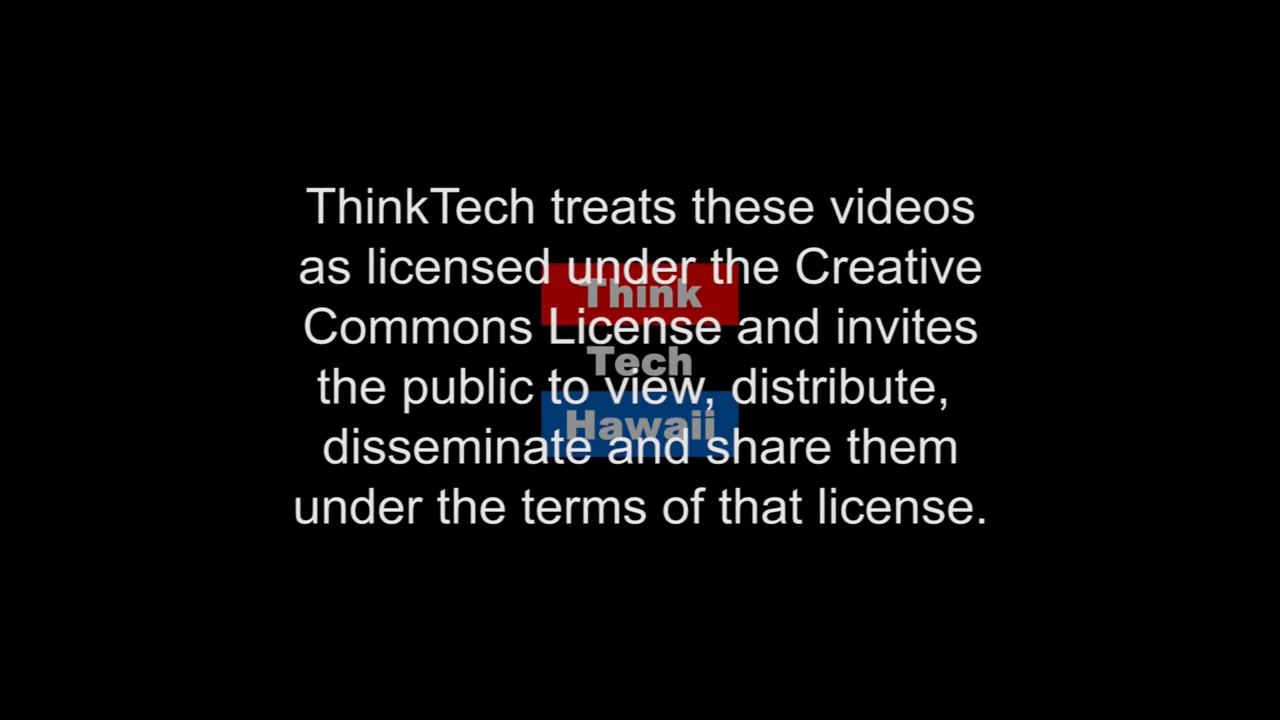 ThinkTech treats these videos
as licensed under the Creative
Think
Commons License and invites
Tech
the public to view, distribute,
Hawaii
disseminate and share them
under the terms of that license.